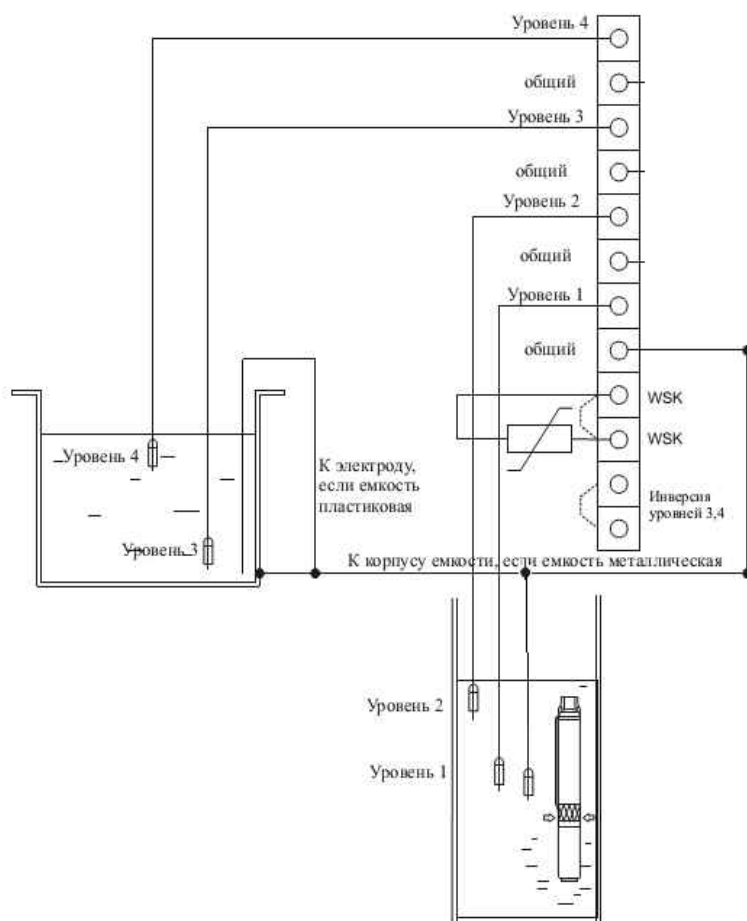 Уровень 4
общий
Уровень 3
общий
Уровень 2
общий
Уровень 1
общий
WSK
WSK
Инверсия
уровней 3,4
Уровень 4
Уровень 3
К электроду,
если емкость
пластиковая
К корпусу емкости, если емкость металлическая
Уровень 2
Уровень 1